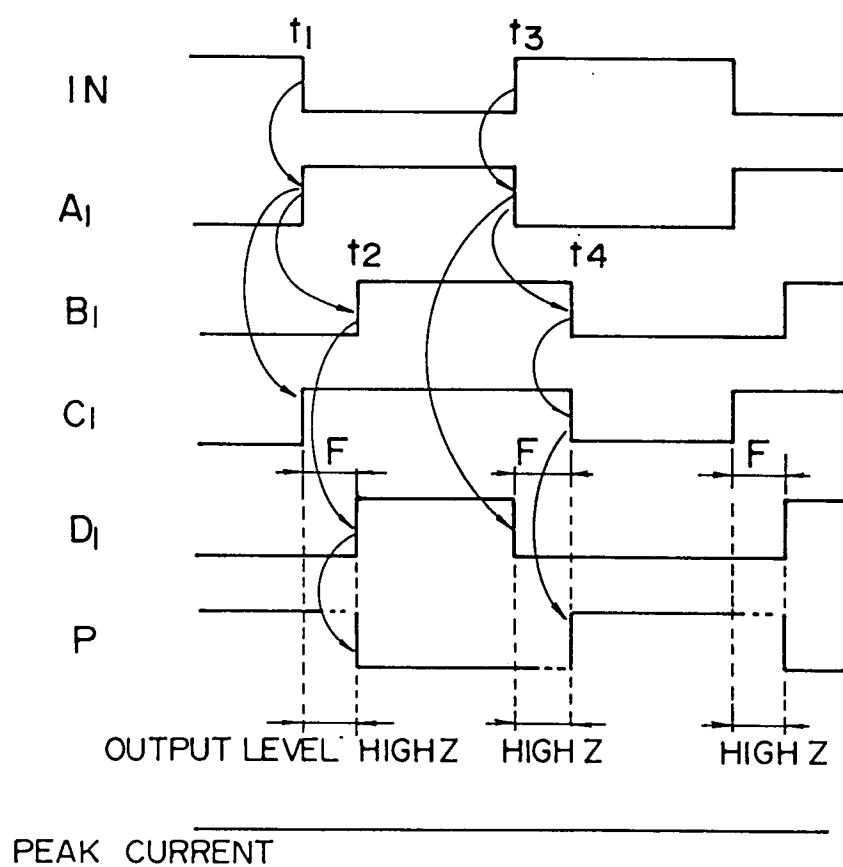 t1 t3
IN
A1
t2 t4
B1
C1
F F F
D1
P
OUTPUT LEVEL HIGH Z HIGH Z HIGH Z
PEAK CURRENT